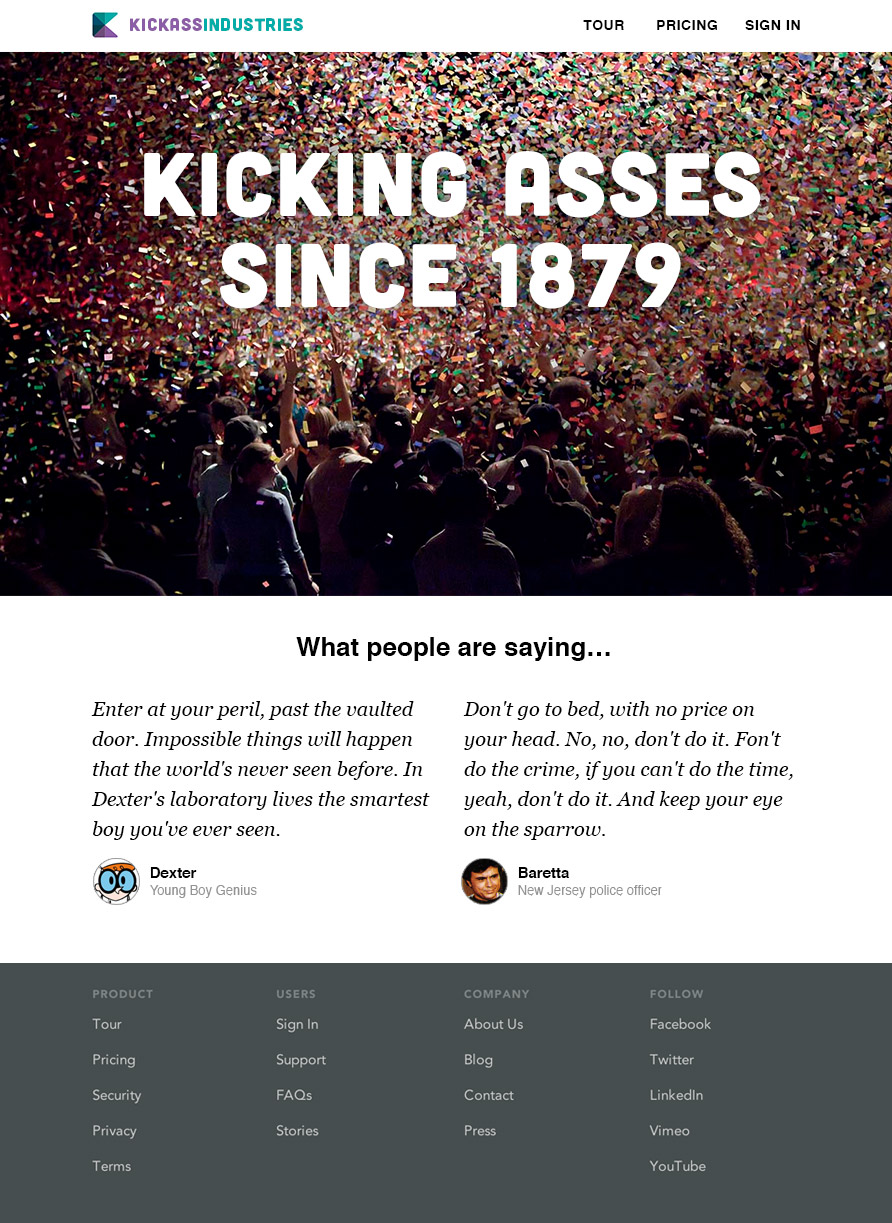 KICKASSINDUSTRIES
TOUR PRICING SIGN IN
KICKING ASSES
SINCE 1879
What people are saying...
Enter at your peril, past the vaulted
door. Impossible things will happen
that the world's never seen before. In
Dexter's laboratory lives the smartest
boy you've ever seen.
Dexter
Young Boy Genius
Don't go to bed, with no price on
your head. No, no, don't do it. Fon't
do the crime, if you can't do the time,
yeah, don't do it. And keep your eye
on the sparrow.
Baretta
New Jersey police officer
PRODUCT
Tour
Pricing
Security
Privacy
Terms
USERS
Sign In
Support
FAQs
Stories
COMPANY
About Us
Blog
Contact
Press
FOLLOW
Facebook
Twitter
LinkedIn
Vimeo
YouTube